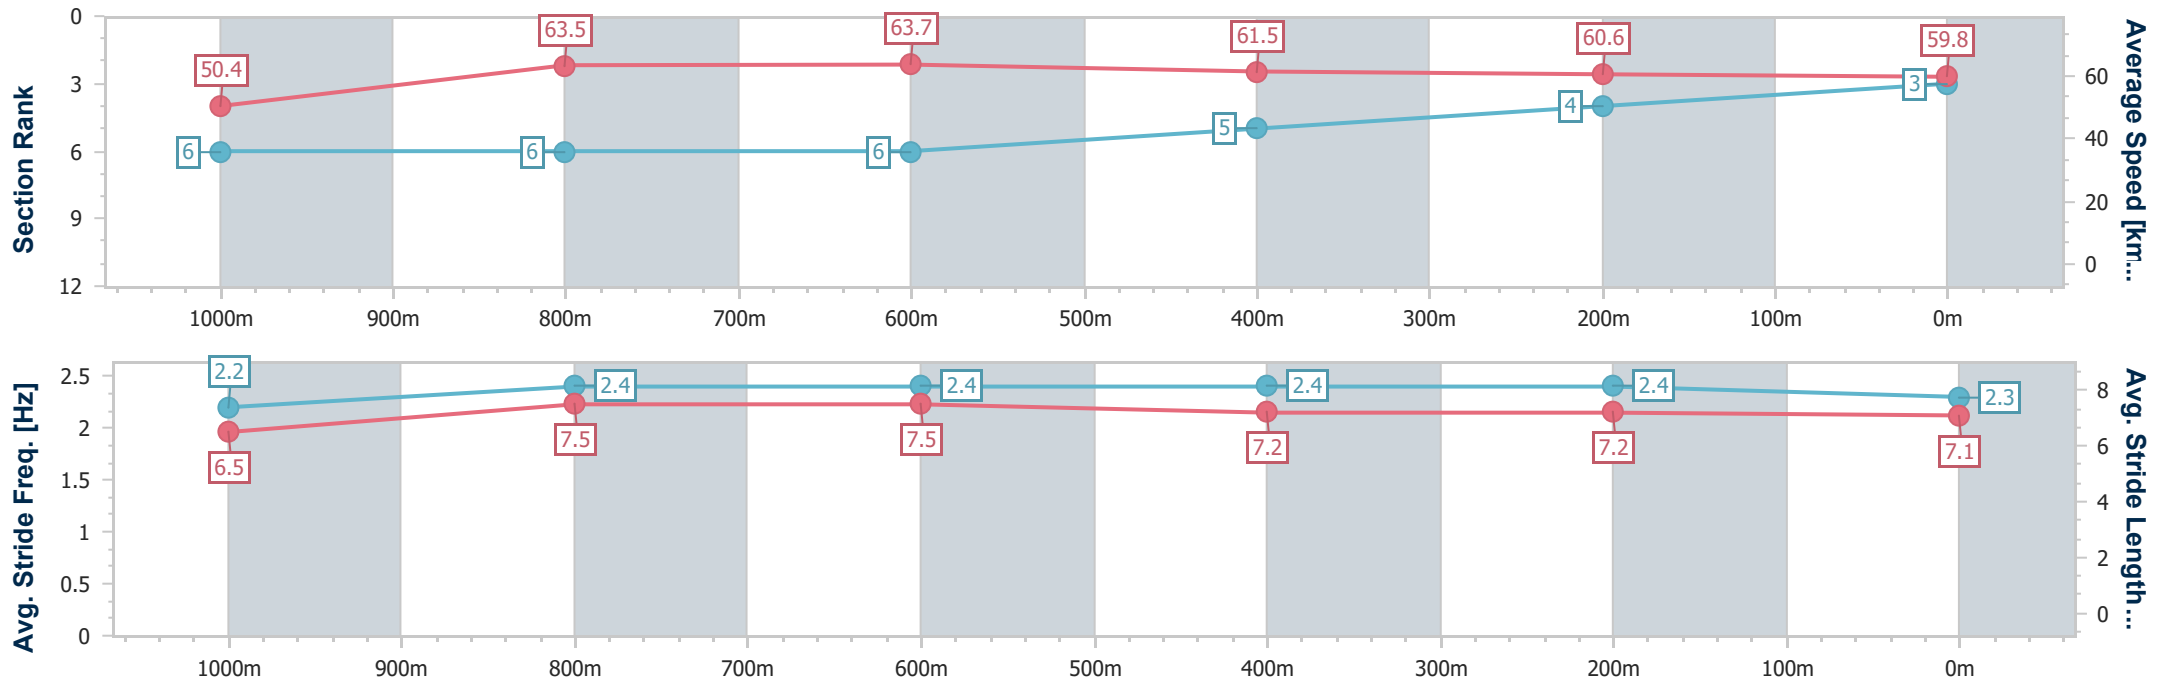 Section Rank
0
3
6
9
12
50.4
63.5
63.7
61.5
60.6
59.8
6
6
6
5
4
3
Average Speed [km...
60
40
20
0
1000m
900m
800m
700m
600m
500m
400m
300m
200m
100m
0m
Avg. Stride Freq. [Hz]
2.5
2
1.5
1
0.5
0
2.2
2.4
2.4
2.4
2.4
2.3
6.5
7.5
7.5
7.2
7.2
7.1
Avg. Stride Length...
8
6
4
2
0
1000m
900m
800m
700m
600m
500m
400m
300m
200m
100m
0m